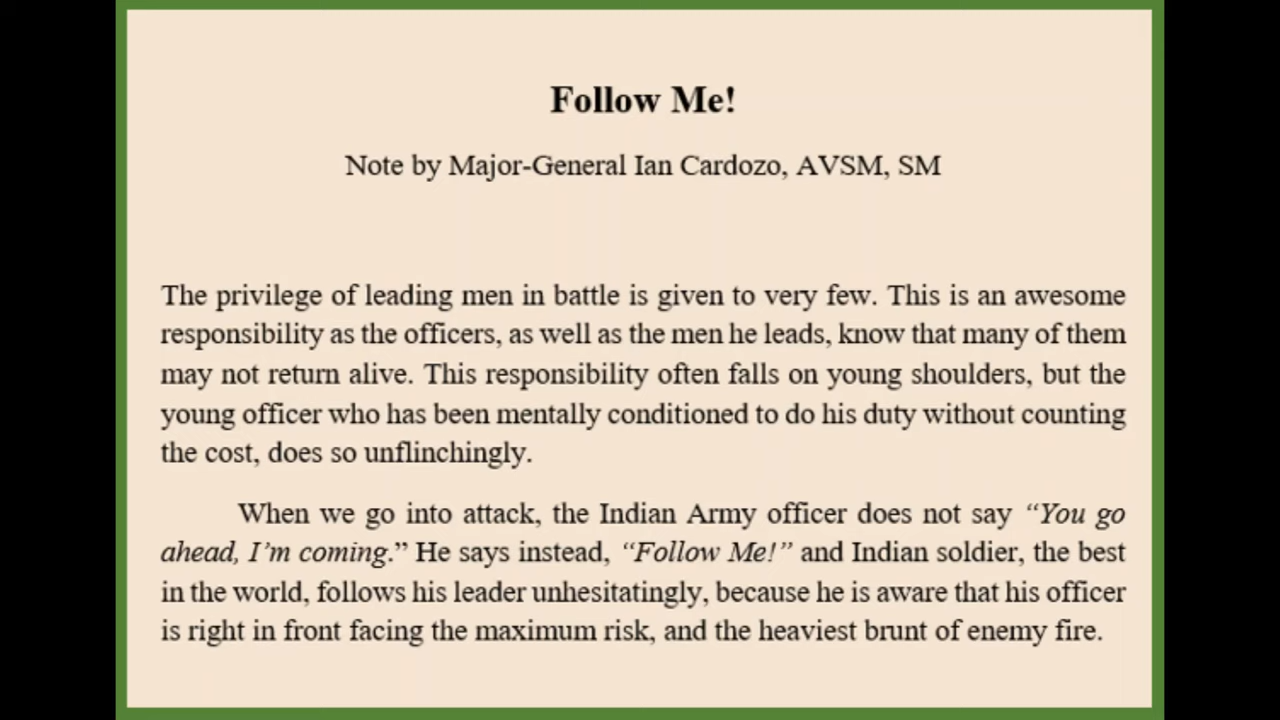 Follow Me!
Note by Major-General Ian Cardozo, AVSM, SM
The privilege of leading men in battle is given to very few. This is an awesome
responsibility as the officers, as well as the men he leads, know that many of them
may not return alive. This responsibility often falls on young shoulders, but the
young officer who has been mentally conditioned to do his duty without counting
the cost, does so unflinchingly.
When we go into attack, the Indian Army officer does not say “You go
ahead, I’m coming.” He says instead, “Follow Me!” and Indian soldier, the best
in the world, follows his leader unhesitatingly, because he is aware that his officer
is right in front facing the maximum risk, and the heaviest brunt of enemy fire.